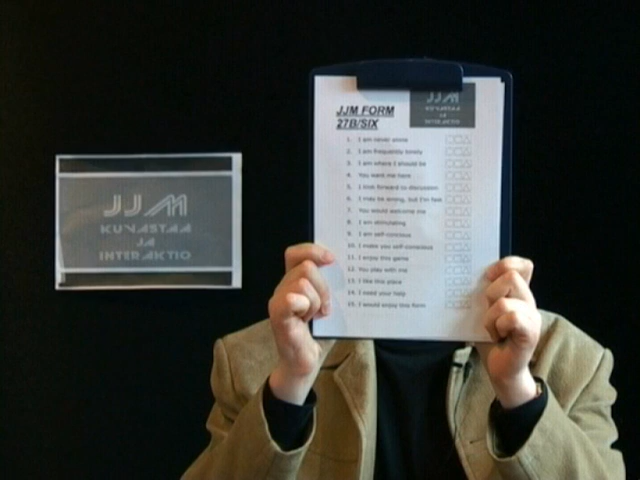 JJM
KUVASTAA
JA
INTERAKTIO
JJM FORM
27B/SIX
JJM
1. I am never alone
2. I am frequently lonely
3. I am where I should be
4. You want me here
5. I look forward to discussion
6. I may be wrong, but I'm
7. You would welcome me
8. I am stimulating
9. I am self-concious
10. I make you self-concious
11. I enjoy this game
12. You play with me
13. I like this place
14. I need your help
15. I would enjoy this form